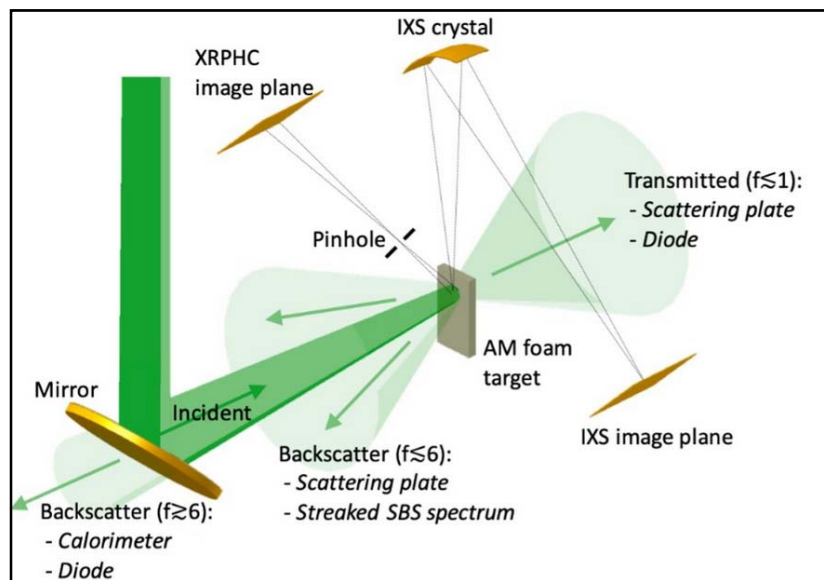 IXS crystal
XRPHC
image plane
Transmitted (f≲1):
- Scattering plate
- Diode
Pinhole
AM foam
target
Mirror
Incident
IXS image plane
Backscatter (f≲6):
- Scattering plate
- Streaked SBS spectrum
Backscatter (f≳6):
- Calorimeter
- Diode